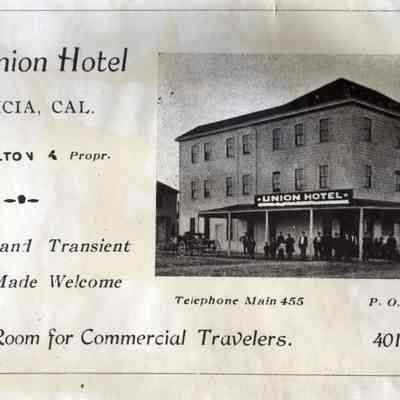 nion Hotel
CIA, CAL.
LTON & Propr.
and Transient
Made Welcome
UNION HOTEL
Telephone Main 455
P. O.
Room for Commercial Travelers.
401